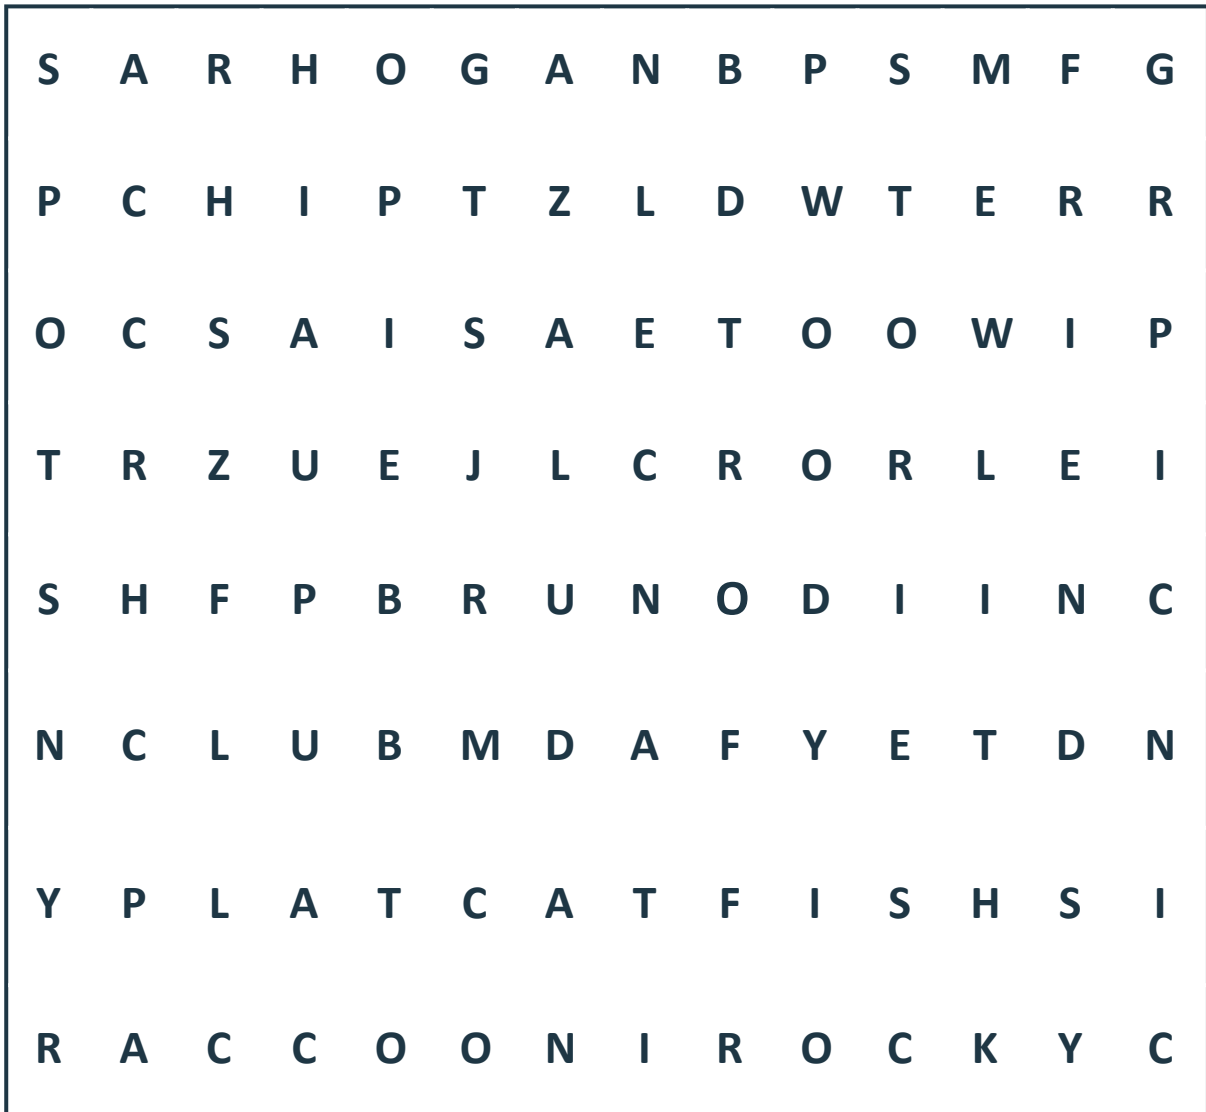 S A R H O G A N B P S M F G
P C H I P T Z L D W T E R R
O C S A I S A E T O O W I P
T R Z U E J L C R O R L E I
S H F P B R U N O D I I N C
N C L U B M D A F Y E T D N
Y P L A T C A T F I S H S I
R A C C O O N I R O C K Y C